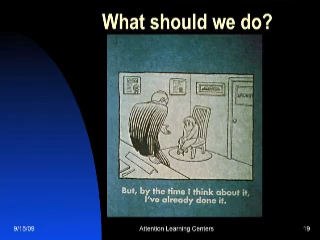 What should we do?
But, by the time I think about it,
I've already done it.
9/15/09
Attention Learning Centers
19